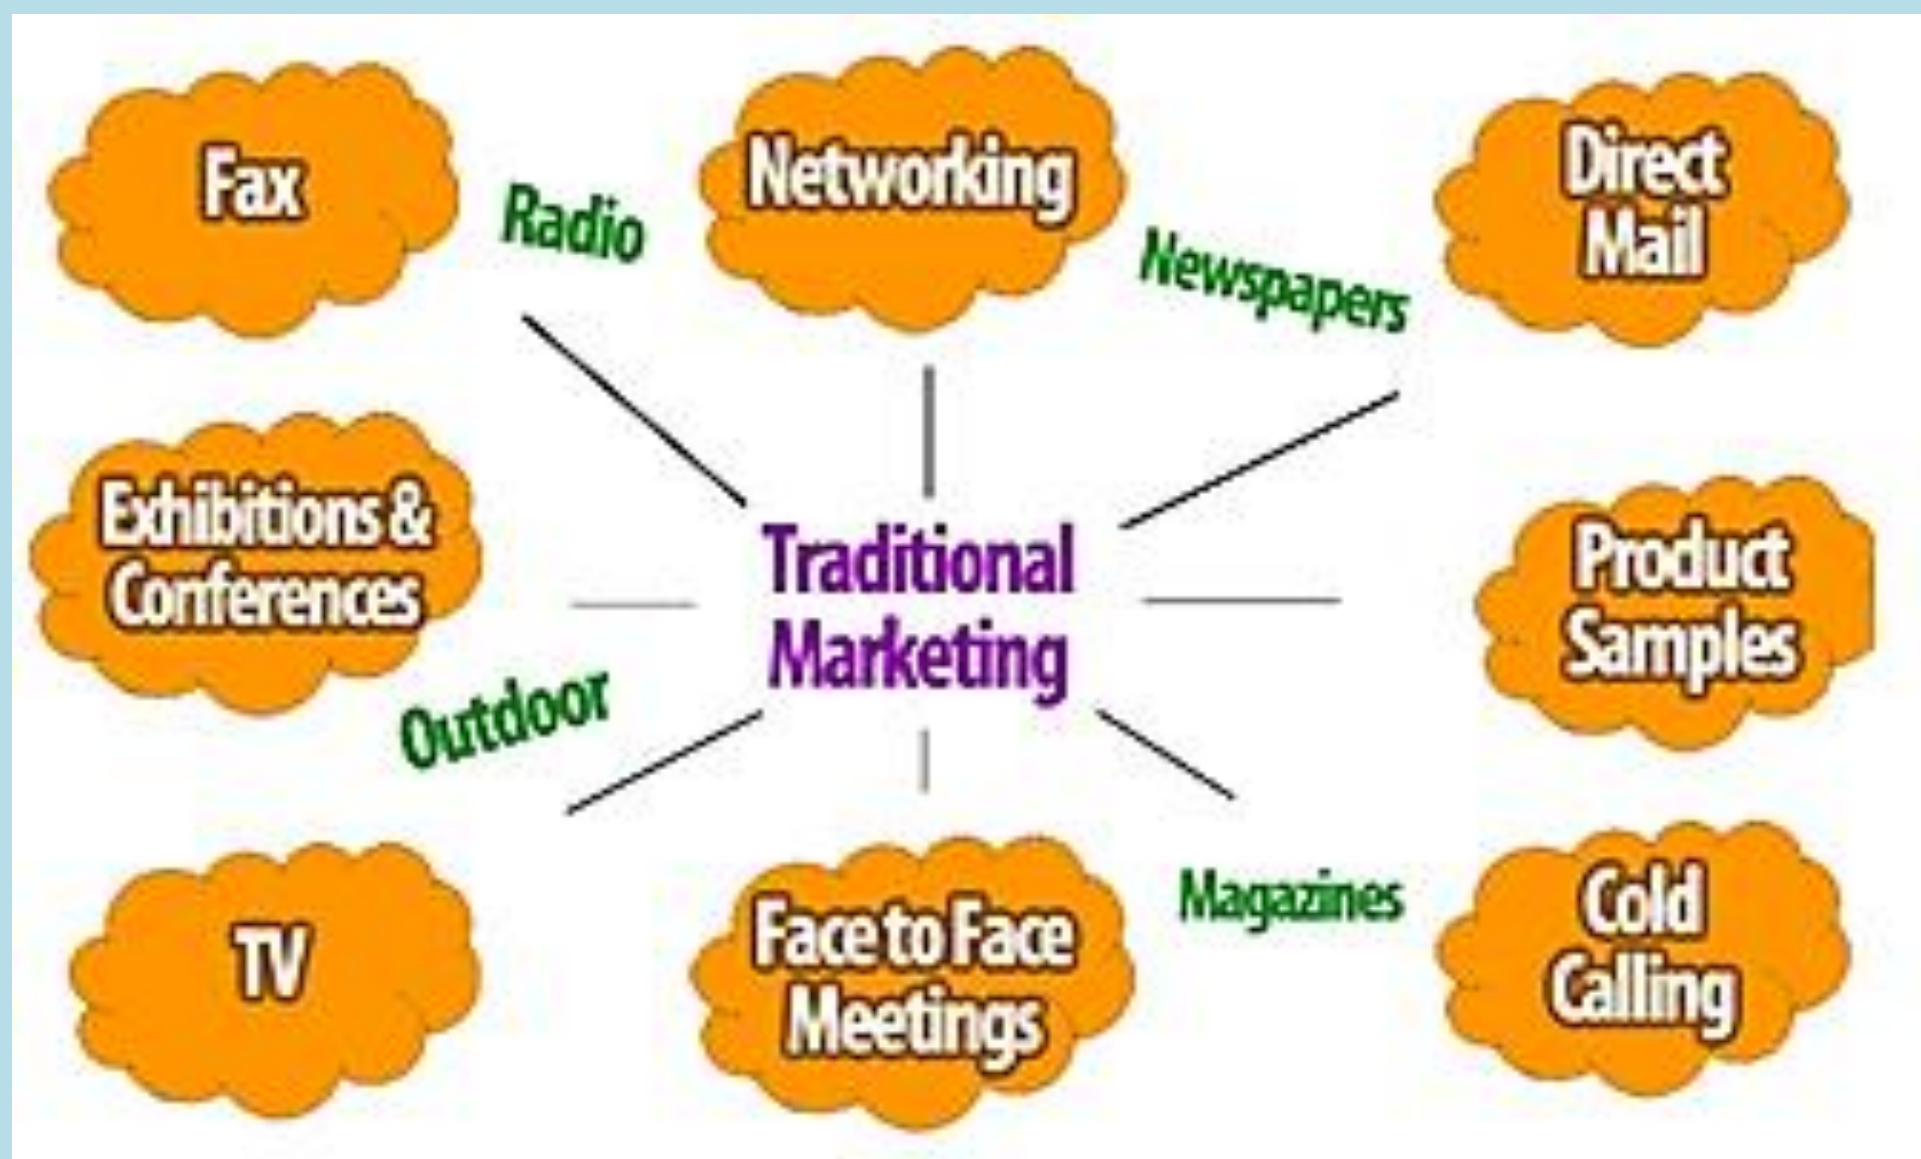 Fax
Radio
Networking
Newspapers
Direct
Mail
Exhibitions &
Conferences
Traditional
Marketing
Product
Samples
Outdoor
TV
Face to Face
Meetings
Magazines
Cold
Calling